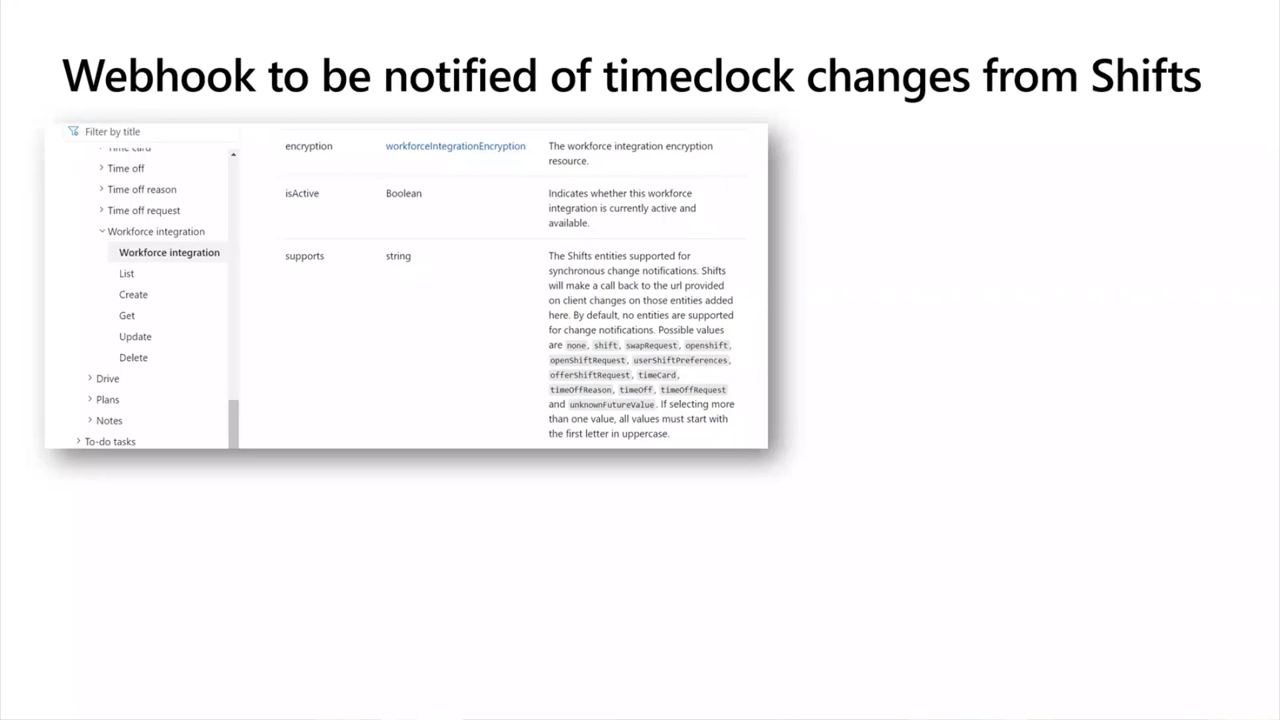 Webhook to be notified of timeclock changes from Shifts
Filter by title
Time card
Time off
Time off reason
Time off request
Workforce integration
Workforce integration
List
Create
Get
Update
Delete
Drive
Plans
Notes
To-do tasks
encryption workforceIntegrationEncryption The workforce integration encryption
resource.
isActive Boolean Indicates whether this workforce
integration is currently active and
available.
supports string The Shifts entities supported for
synchronous change notifications. Shifts
will make a call back to the url provided
on client changes on those entities added
here. By default, no entities are supported
for change notifications. Possible values
are none, shift, swapRequest, openshift,
openShiftRequest, userShiftPreferences,
offerShiftRequest, timeCard,
timeOffReason, timeOff, timeOffRequest
and unknownFutureValue. If selecting more
than one value, all values must start with
the first letter in uppercase.